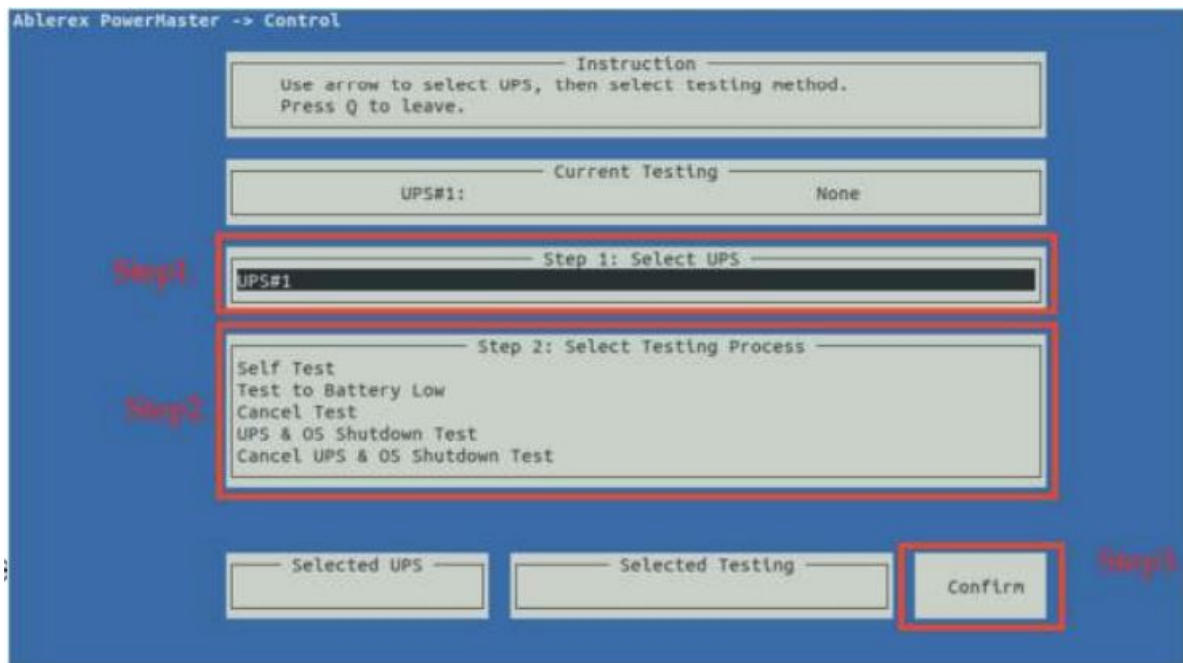 Ablerex PowerMaster -> Control
Instruction
Use arrow to select UPS, then select testing method.
Press Q to leave.
Current Testing
UPS#1: None
Step1
Step 1: Select UPS
UPS#1
Step2
Step 2: Select Testing Process
Self Test
Test to Battery Low
Cancel Test
UPS & OS Shutdown Test
Cancel UPS & OS Shutdown Test
Selected UPS
Selected Testing
Confirm
Step3